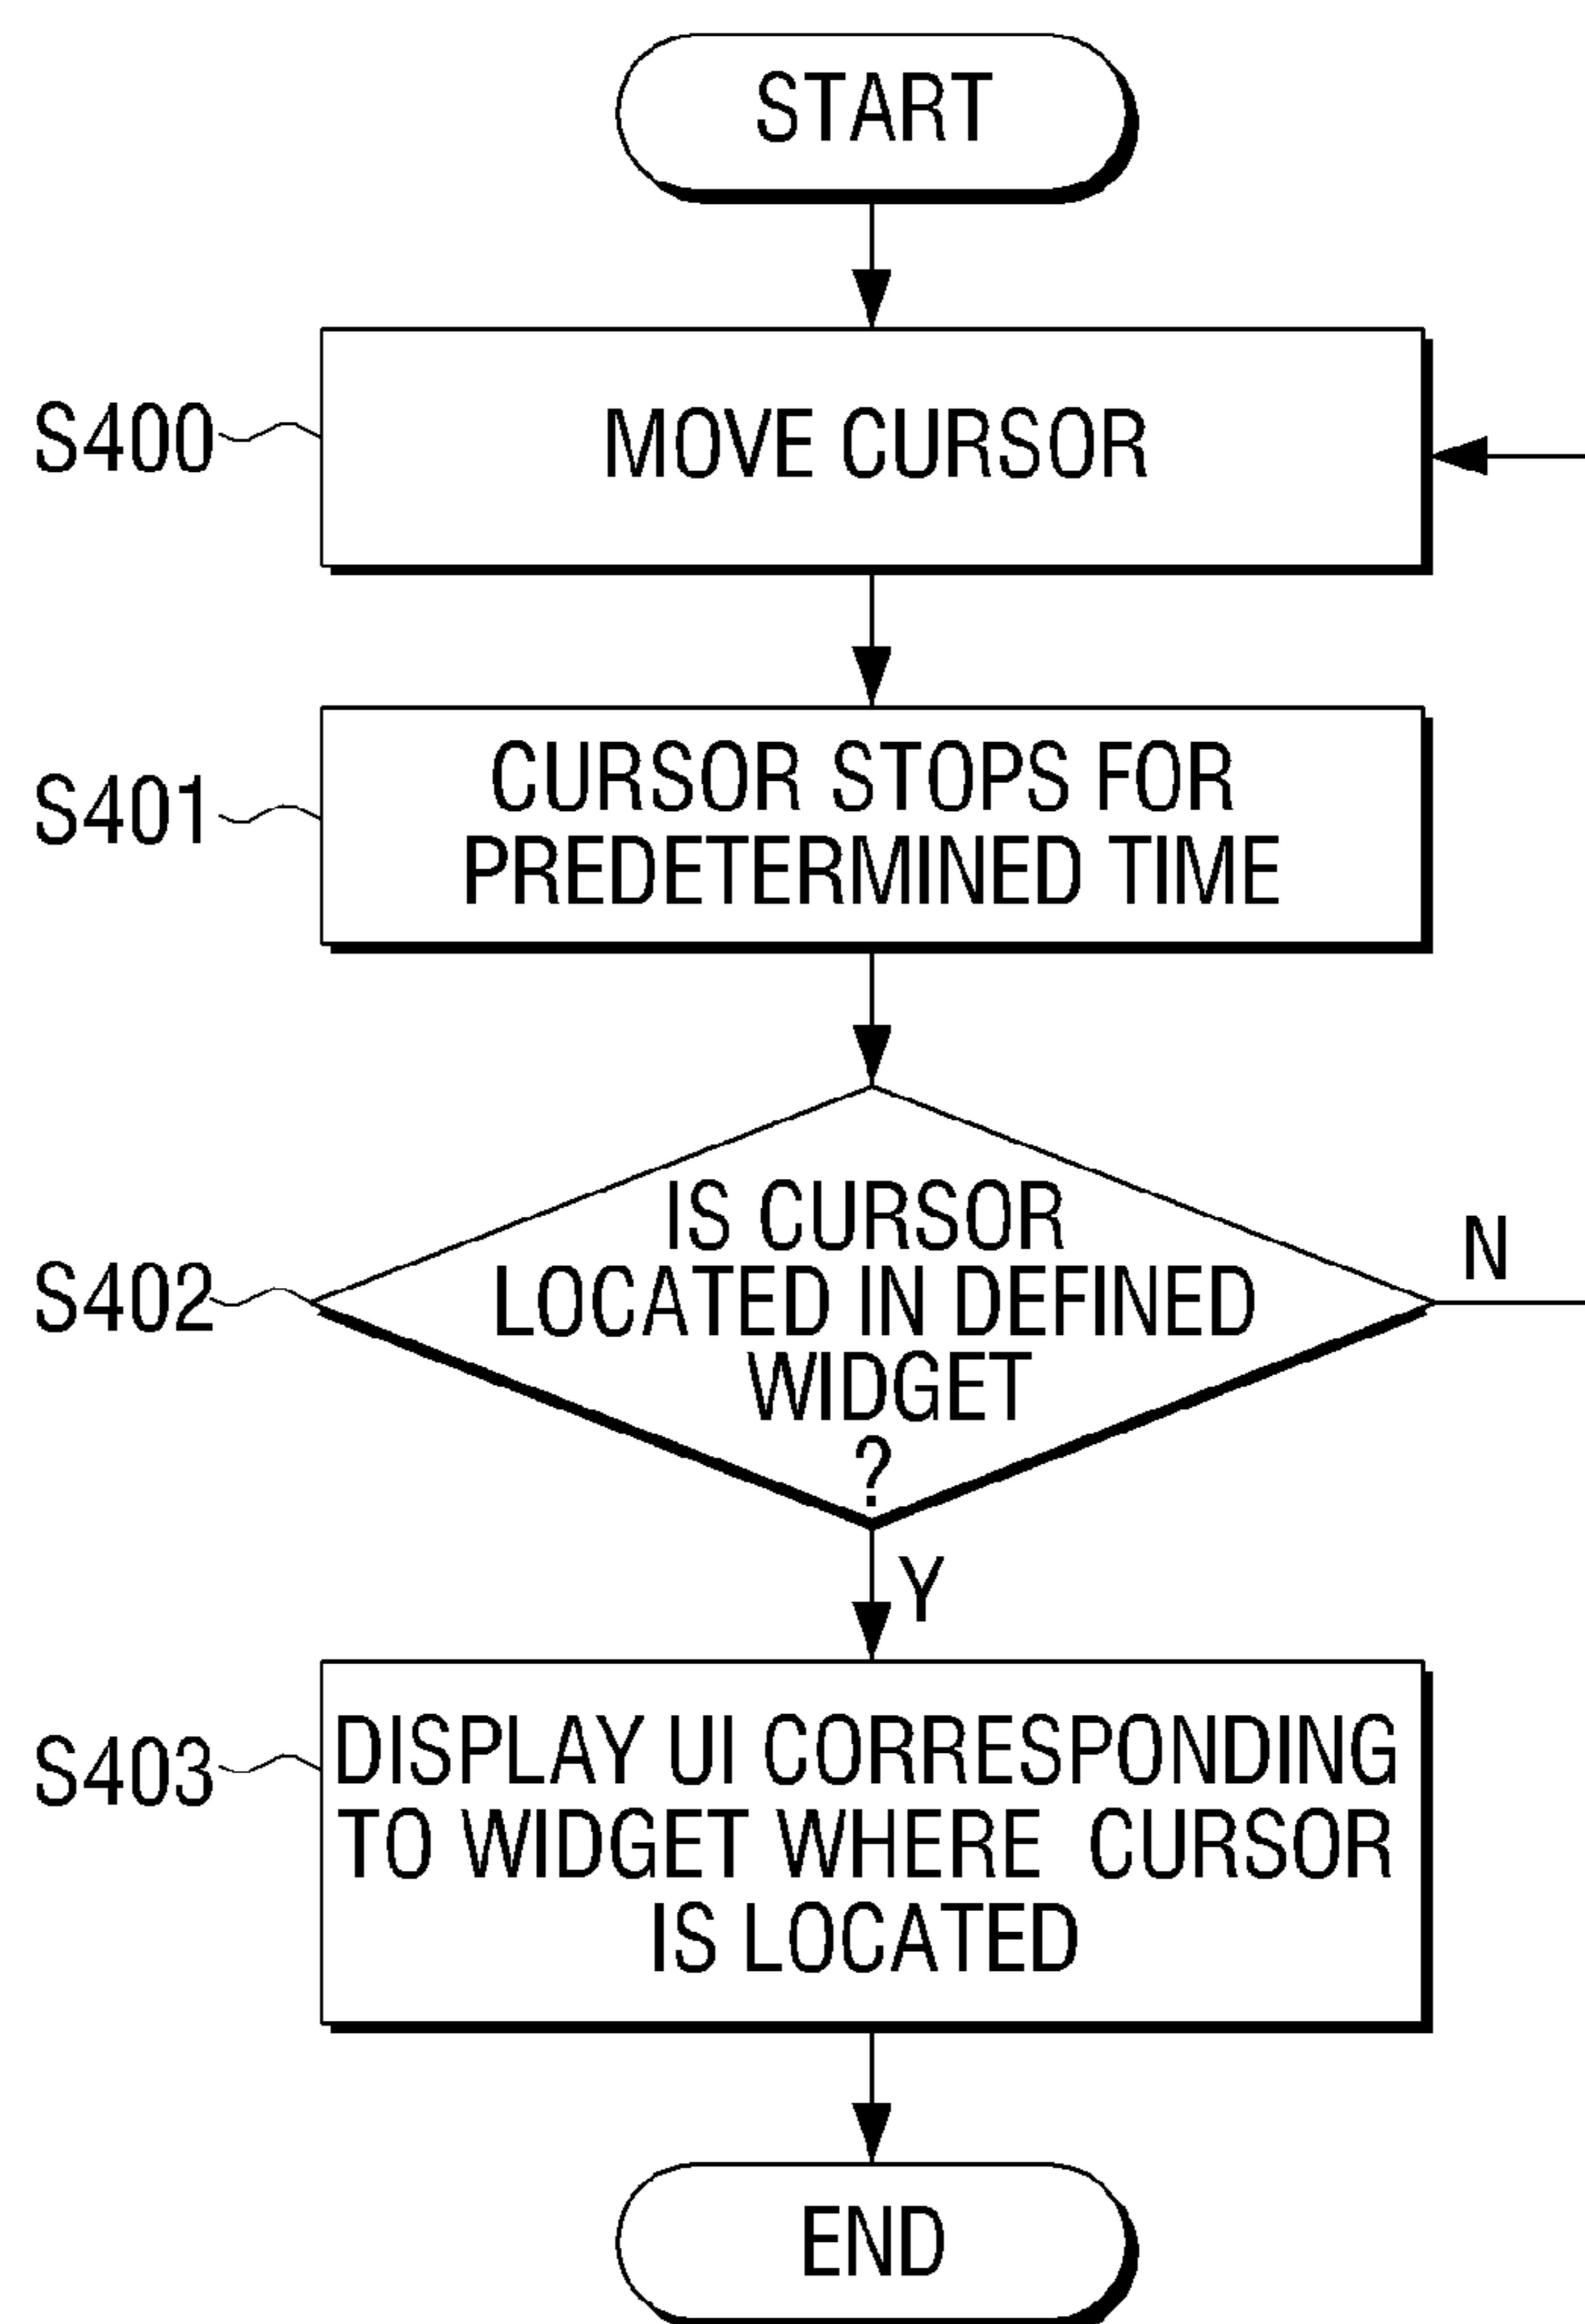 START
S400
MOVE CURSOR
S401
CURSOR STOPS FOR
PREDETERMINED TIME
S402
IS CURSOR
LOCATED IN DEFINED
WIDGET
?
N
Y
S403
DISPLAY UI CORRESPONDING
TO WIDGET WHERE CURSOR
IS LOCATED
END